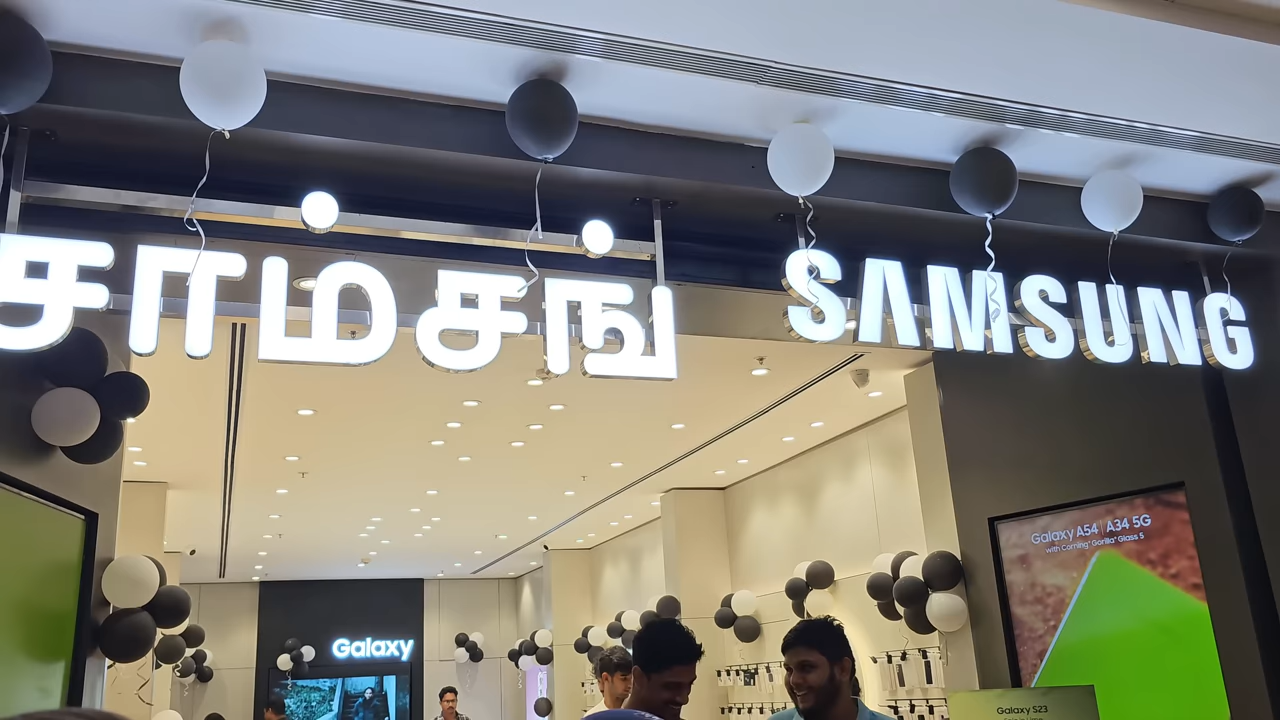 சாம்சங் SAMSUNG
Galaxy
Galaxy A54 | A34 5G
with Corning® Gorilla® Glass 5
Galaxy S23